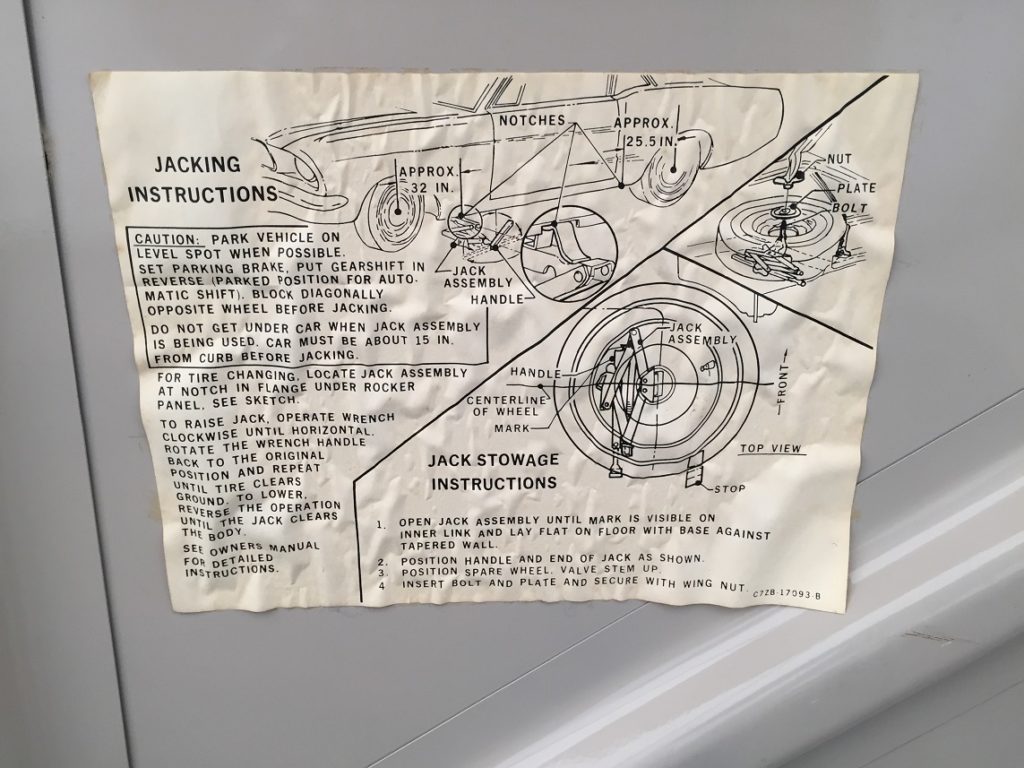 JACKING
INSTRUCTIONS
CAUTION: PARK VEHICLE ON
LEVEL SPOT WHEN POSSIBLE.
SET PARKING BRAKE, PUT GEARSHIFT IN
REVERSE (PARKED POSITION FOR AUTO-
MATIC SHIFT). BLOCK DIAGONALLY
OPPOSITE WHEEL BEFORE JACKING.
DO NOT GET UNDER CAR WHEN JACK ASSEMBLY
IS BEING USED. CAR MUST BE ABOUT 15 IN.
FROM CURB BEFORE JACKING.
FOR TIRE CHANGING, LOCATE JACK ASSEMBLY
AT NOTCH IN FLANGE UNDER ROCKER
PANEL, SEE SKETCH.
TO RAISE JACK, OPERATE WRENCH
CLOCKWISE UNTIL HORIZONTAL.
ROTATE THE WRENCH HANDLE
BACK TO THE ORIGINAL
POSITION AND REPEAT
UNTIL TIRE CLEARS
GROUND. TO LOWER,
REVERSE THE OPERATION
UNTIL THE JACK CLEARS
THE BODY.
SEE OWNERS MANUAL
FOR DETAILED
INSTRUCTIONS.
NOTCHES
APPROX.
25.5 IN.
APPROX.
32 IN.
JACK
ASSEMBLY
HANDLE
NUT
PLATE
BOLT
JACK
ASSEMBLY
HANDLE
CENTERLINE
OF WHEEL
MARK
FRONT
TOP VIEW
STOP
JACK STOWAGE
INSTRUCTIONS
1. OPEN JACK ASSEMBLY UNTIL MARK IS VISIBLE ON
INNER LINK AND LAY FLAT ON FLOOR WITH BASE AGAINST
TAPERED WALL.
2. POSITION HANDLE AND END OF JACK AS SHOWN.
3. POSITION SPARE WHEEL, VALVE STEM UP.
4 INSERT BOLT AND PLATE AND SECURE WITH WING NUT.
C7ZB-17093-B